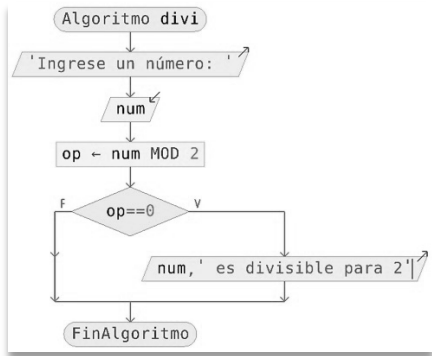 Algoritmo divi
'Ingrese un número: '
num
op ← num MOD 2
F
V
op==0
num,' es divisible para 2'
FinAlgoritmo